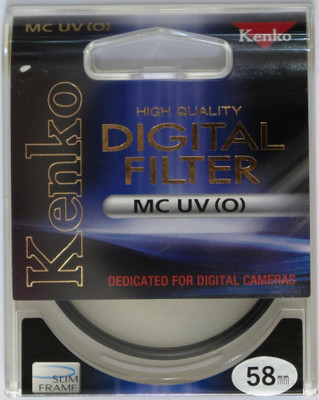 MC UV (O)
Kenko
Kenko
HIGH QUALITY
DIGITAL
FILTER
MC UV (O)
DEDICATED FOR DIGITAL CAMERAS
SLIM
FRAME
58mm